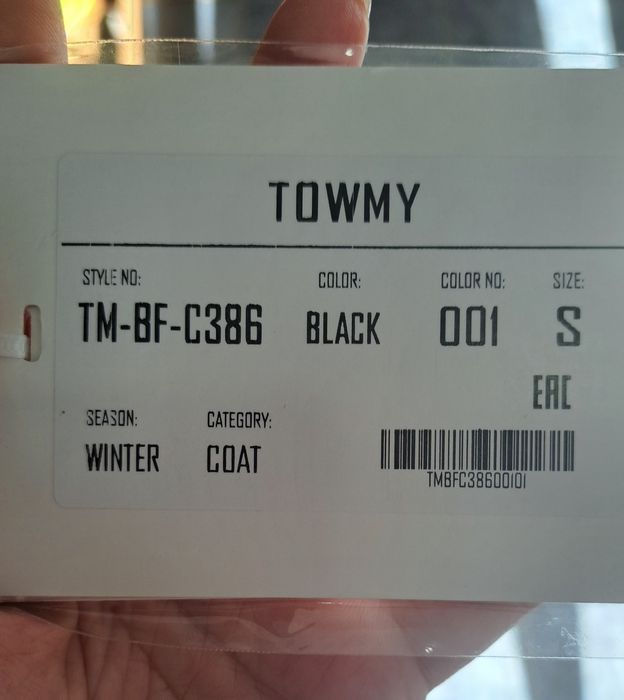 TOWMY
STYLE NO: COLOR: COLOR NO: SIZE:
TM-BF-C386 BLACK 001 S
EAC
SEASON: CATEGORY:
WINTER COAT
TMBFC38600101